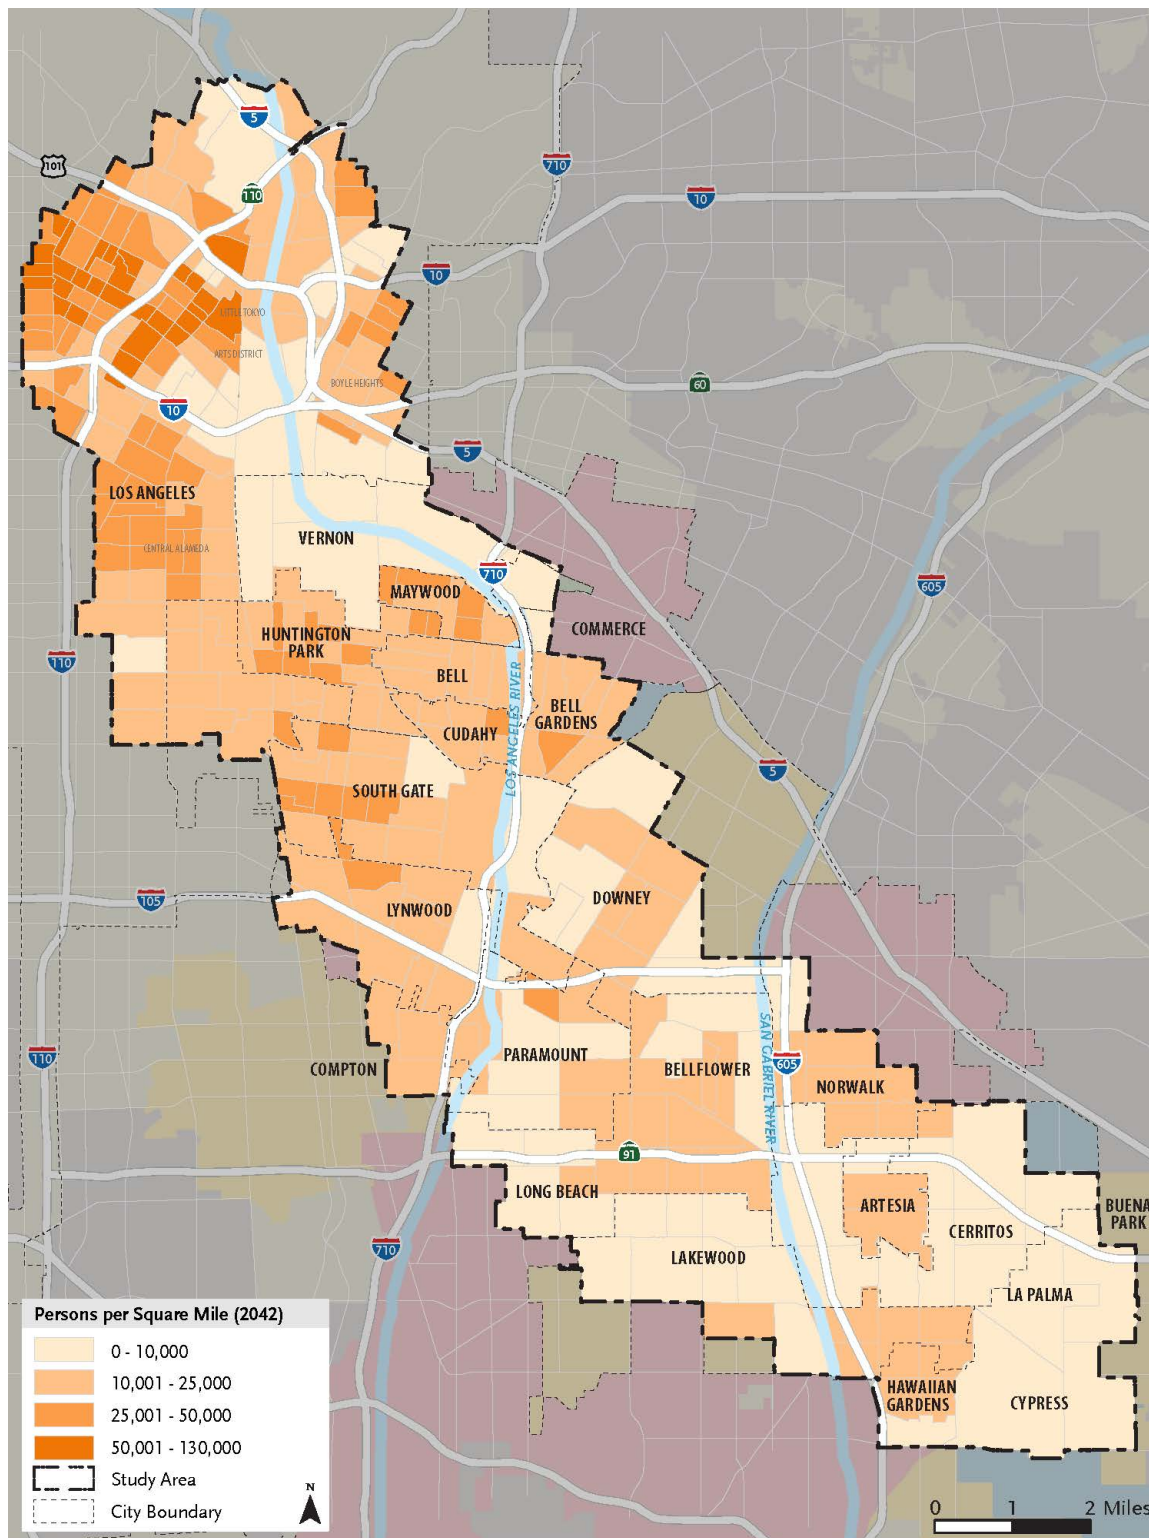 5
101
110
710
10
10
LITTLE TOKYO
ARTS DISTRICT
BOYLE HEIGHTS
60
10
5
LOS ANGELES
VERNON
CENTRAL ALAMEDA
710
MAYWOOD
605
COMMERCE
HUNTINGTON
PARK
110
BELL
LOS ANGELES RIVER
BELL
GARDENS
CUDAHY
5
SOUTH GATE
105
DOWNEY
LYNWOOD
110
COMPTON
PARAMOUNT
BELLFLOWER
SAN GABRIEL RIVER
605
NORWALK
91
LONG BEACH
ARTESIA
BUENA
PARK
CERRITOS
710
LAKEWOOD
LA PALMA
HAWAIIAN
GARDENS
CYPRESS
Persons per Square Mile (2042)
0 - 10,000
10,001 - 25,000
25,001 - 50,000
50,001 - 130,000
Study Area
City Boundary
N
0 1 2 Miles